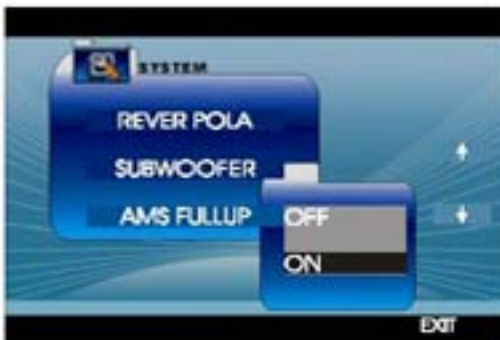 SYSTEM
REVER POLA
SUBWOOFER
AMS FULLUP
OFF
ON
EXIT